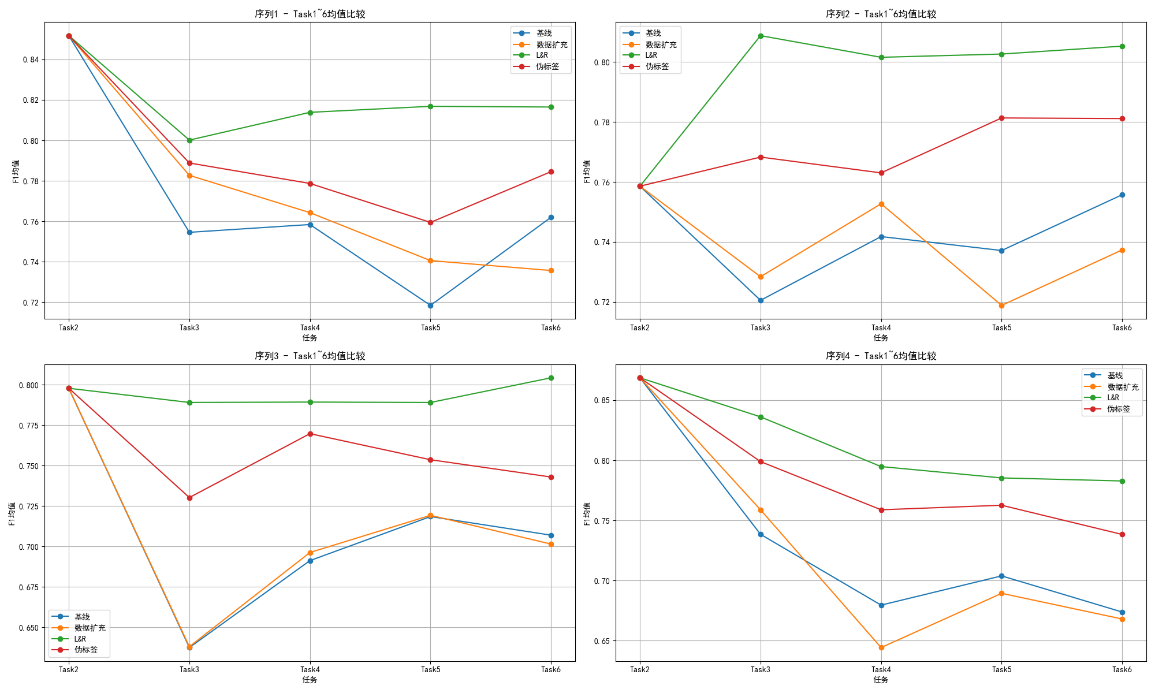 序列1 - Task1~6均值比较
F1均值
0.84
0.82
0.80
0.78
0.76
0.74
0.72
基线
数据扩充
L&R
伪标签
Task2
Task3
Task4
Task5
Task6
任务
序列2 - Task1~6均值比较
F1均值
0.80
0.78
0.76
0.74
0.72
基线
数据扩充
L&R
伪标签
Task2
Task3
Task4
Task5
Task6
任务
序列3 - Task1~6均值比较
F1均值
0.800
0.775
0.750
0.725
0.700
0.675
0.650
基线
数据扩充
L&R
伪标签
Task2
Task3
Task4
Task5
Task6
任务
序列4 - Task1~6均值比较
F1均值
0.85
0.80
0.75
0.70
0.65
基线
数据扩充
L&R
伪标签
Task2
Task3
Task4
Task5
Task6
任务